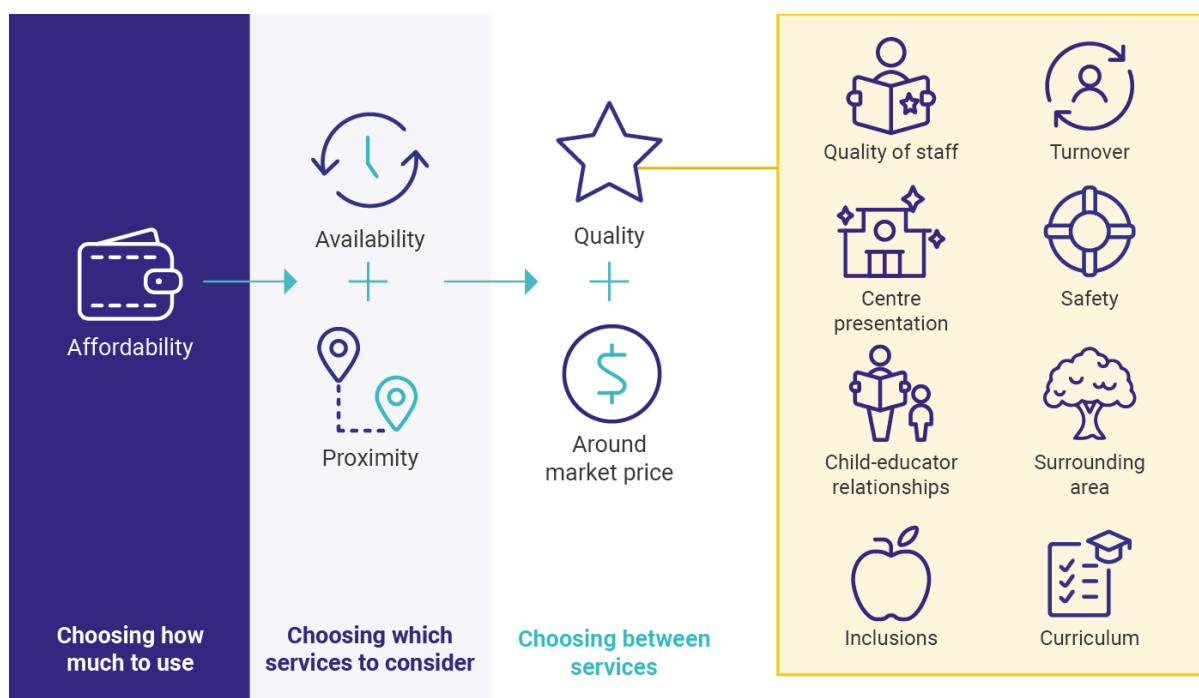 Affordability
Choosing how
much to use
Availability
Proximity
Choosing which
services to consider
Quality
$
Around
market price
Choosing between
services
Quality of staff
Turnover
Centre
presentation
Safety
Child-educator
relationships
Surrounding
area
Inclusions
Curriculum